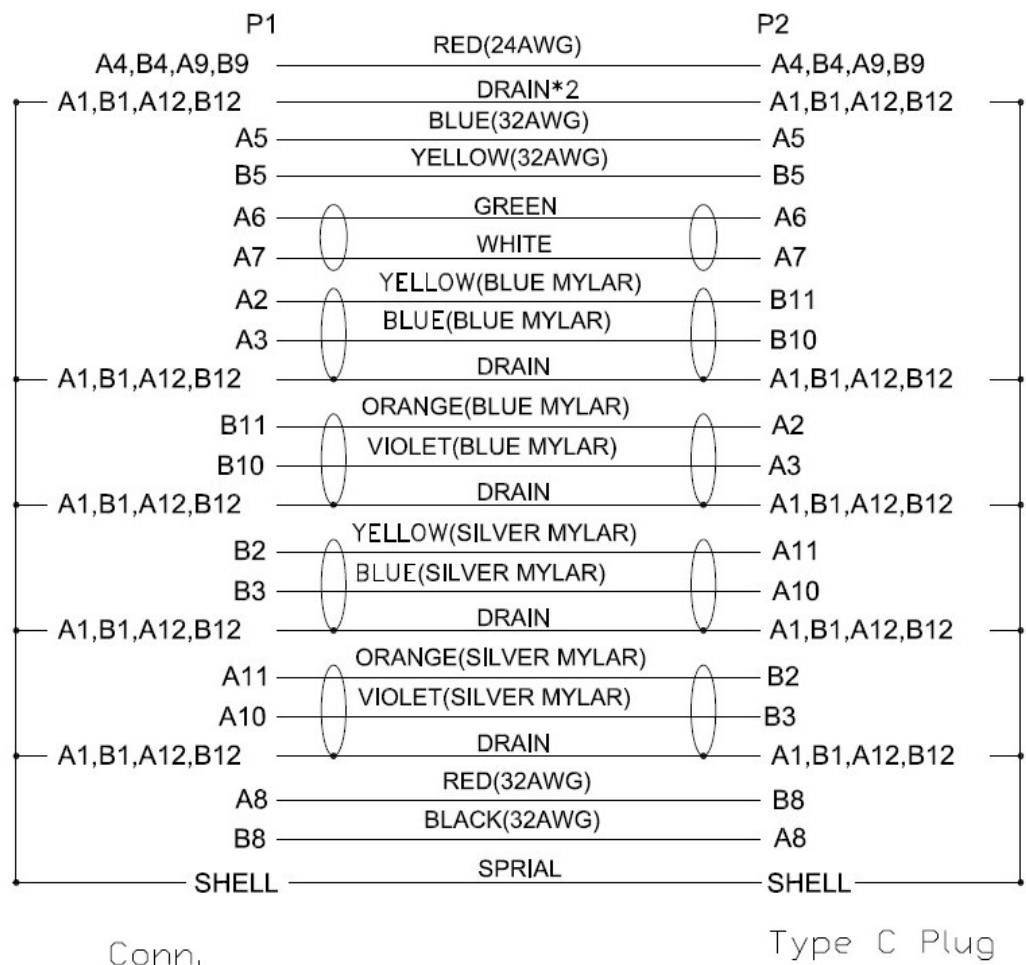 P1 P2
A4,B4,A9,B9 RED(24AWG) A4,B4,A9,B9
A1,B1,A12,B12 DRAIN*2 A1,B1,A12,B12
A5 BLUE(32AWG) A5
B5 YELLOW(32AWG) B5
A6 GREEN A6
A7 WHITE A7
A2 YELLOW(BLUE MYLAR) B11
A3 BLUE(BLUE MYLAR) B10
A1,B1,A12,B12 DRAIN A1,B1,A12,B12
B11 ORANGE(BLUE MYLAR) A2
B10 VIOLET(BLUE MYLAR) A3
A1,B1,A12,B12 DRAIN A1,B1,A12,B12
B2 YELLOW(SILVER MYLAR) A11
B3 BLUE(SILVER MYLAR) A10
A1,B1,A12,B12 DRAIN A1,B1,A12,B12
A11 ORANGE(SILVER MYLAR) B2
A10 VIOLET(SILVER MYLAR) B3
A1,B1,A12,B12 DRAIN A1,B1,A12,B12
A8 RED(32AWG) B8
B8 BLACK(32AWG) A8
SHELL SPRIAL SHELL
Conn. Type C Plug